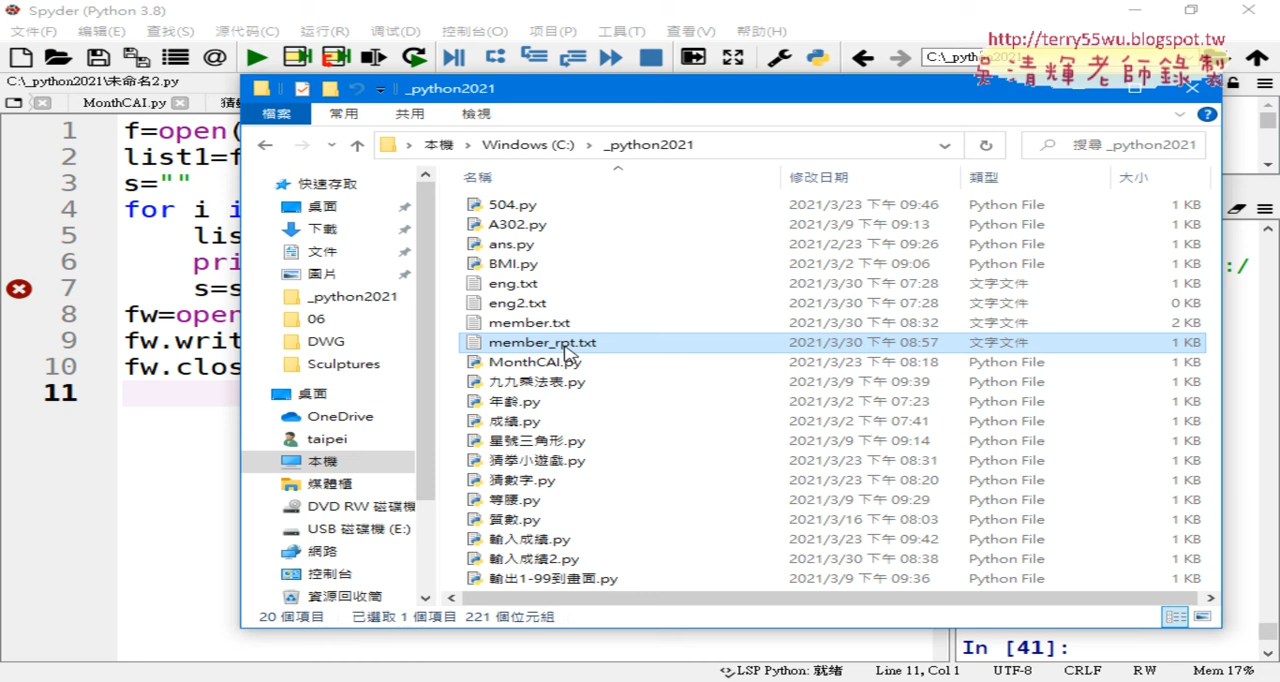 Spyder (Python 3.8)
文件(F) 编辑(E) 查找(S) 源代码(C) 运行(R) 调试(D) 控制台(O) 项目(P) 工具(T) 查看(V) 帮助(H)
http://terry55wu.blogspot.tw
吳清輝老師錄製
C:\_python2021\未命名2.py
MonthCAI.py
_python2021
檔案 常用 共用 檢視
本機 Windows (C:) _python2021
搜尋 _python2021
1 f=open(
2 list1=f
3 s=""
4 for i i
5 lis
6 pri
7 s=s
8 fw=open
9 fw.writ
10 fw.clos
11
快速存取
桌面
下載
文件
圖片
_python2021
06
DWG
Sculptures
桌面
OneDrive
taipei
本機
媒體櫃
DVD RW 磁碟機
USB 磁碟機 (E:)
網路
控制台
資源回收筒
名稱 修改日期 類型 大小
504.py 2021/3/23 下午 09:46 Python File 1 KB
A302.py 2021/3/9 下午 09:13 Python File 1 KB
ans.py 2021/2/23 下午 09:26 Python File 1 KB
BMI.py 2021/3/2 下午 09:06 Python File 1 KB
eng.txt 2021/3/30 下午 07:28 文字文件 1 KB
eng2.txt 2021/3/30 下午 07:28 文字文件 0 KB
member.txt 2021/3/30 下午 08:32 文字文件 2 KB
member_rpt.txt 2021/3/30 下午 08:57 文字文件 1 KB
MonthCAI.py 2021/3/23 下午 08:18 Python File 1 KB
九九乘法表.py 2021/3/9 下午 09:39 Python File 1 KB
年齡.py 2021/3/2 下午 07:23 Python File 1 KB
成績.py 2021/3/2 下午 07:41 Python File 1 KB
星號三角形.py 2021/3/9 下午 09:14 Python File 1 KB
猜拳小遊戲.py 2021/3/23 下午 08:31 Python File 1 KB
猜數字.py 2021/3/23 下午 08:20 Python File 1 KB
等腰.py 2021/3/9 下午 09:29 Python File 1 KB
質數.py 2021/3/16 下午 08:03 Python File 1 KB
輸入成績.py 2021/3/23 下午 09:42 Python File 1 KB
輸入成績2.py 2021/3/30 下午 08:38 Python File 1 KB
輸出1-99到畫面.py 2021/3/9 下午 09:36 Python File 1 KB
:/
20 個項目 已選取 1 個項目 221 個位元組
In [41]:
LSP Python: 就绪 Line 11, Col 1 UTF-8 CRLF RW Mem 17%